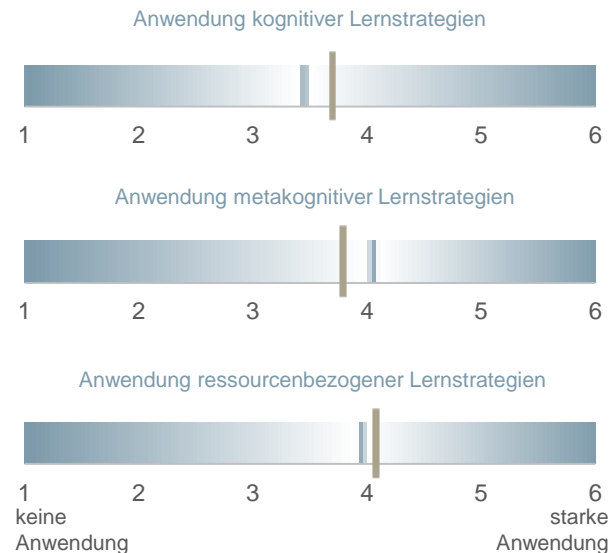 Anwendung kognitiver Lernstrategien
1 2 3 4 5 6
Anwendung metakognitiver Lernstrategien
1 2 3 4 5 6
Anwendung ressourcenbezogener Lernstrategien
1 2 3 4 5 6
keine starke
Anwendung Anwendung